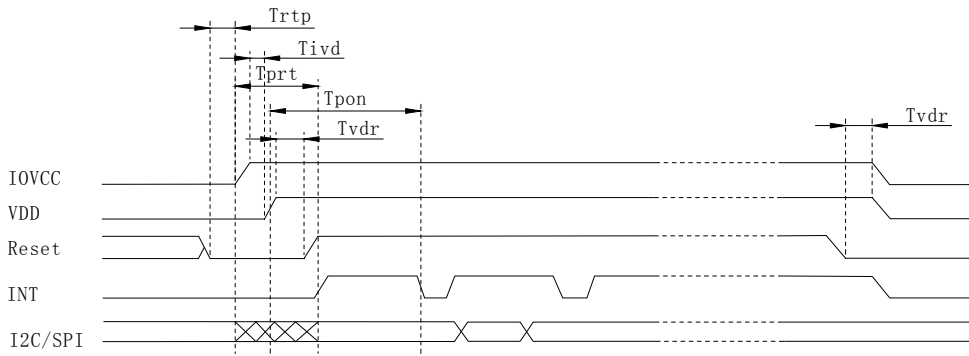 Trtp
Tivd
Tprt
Tpon
Tvdr
Tvdr
IOVCC
VDD
Reset
INT
I2C/SPI